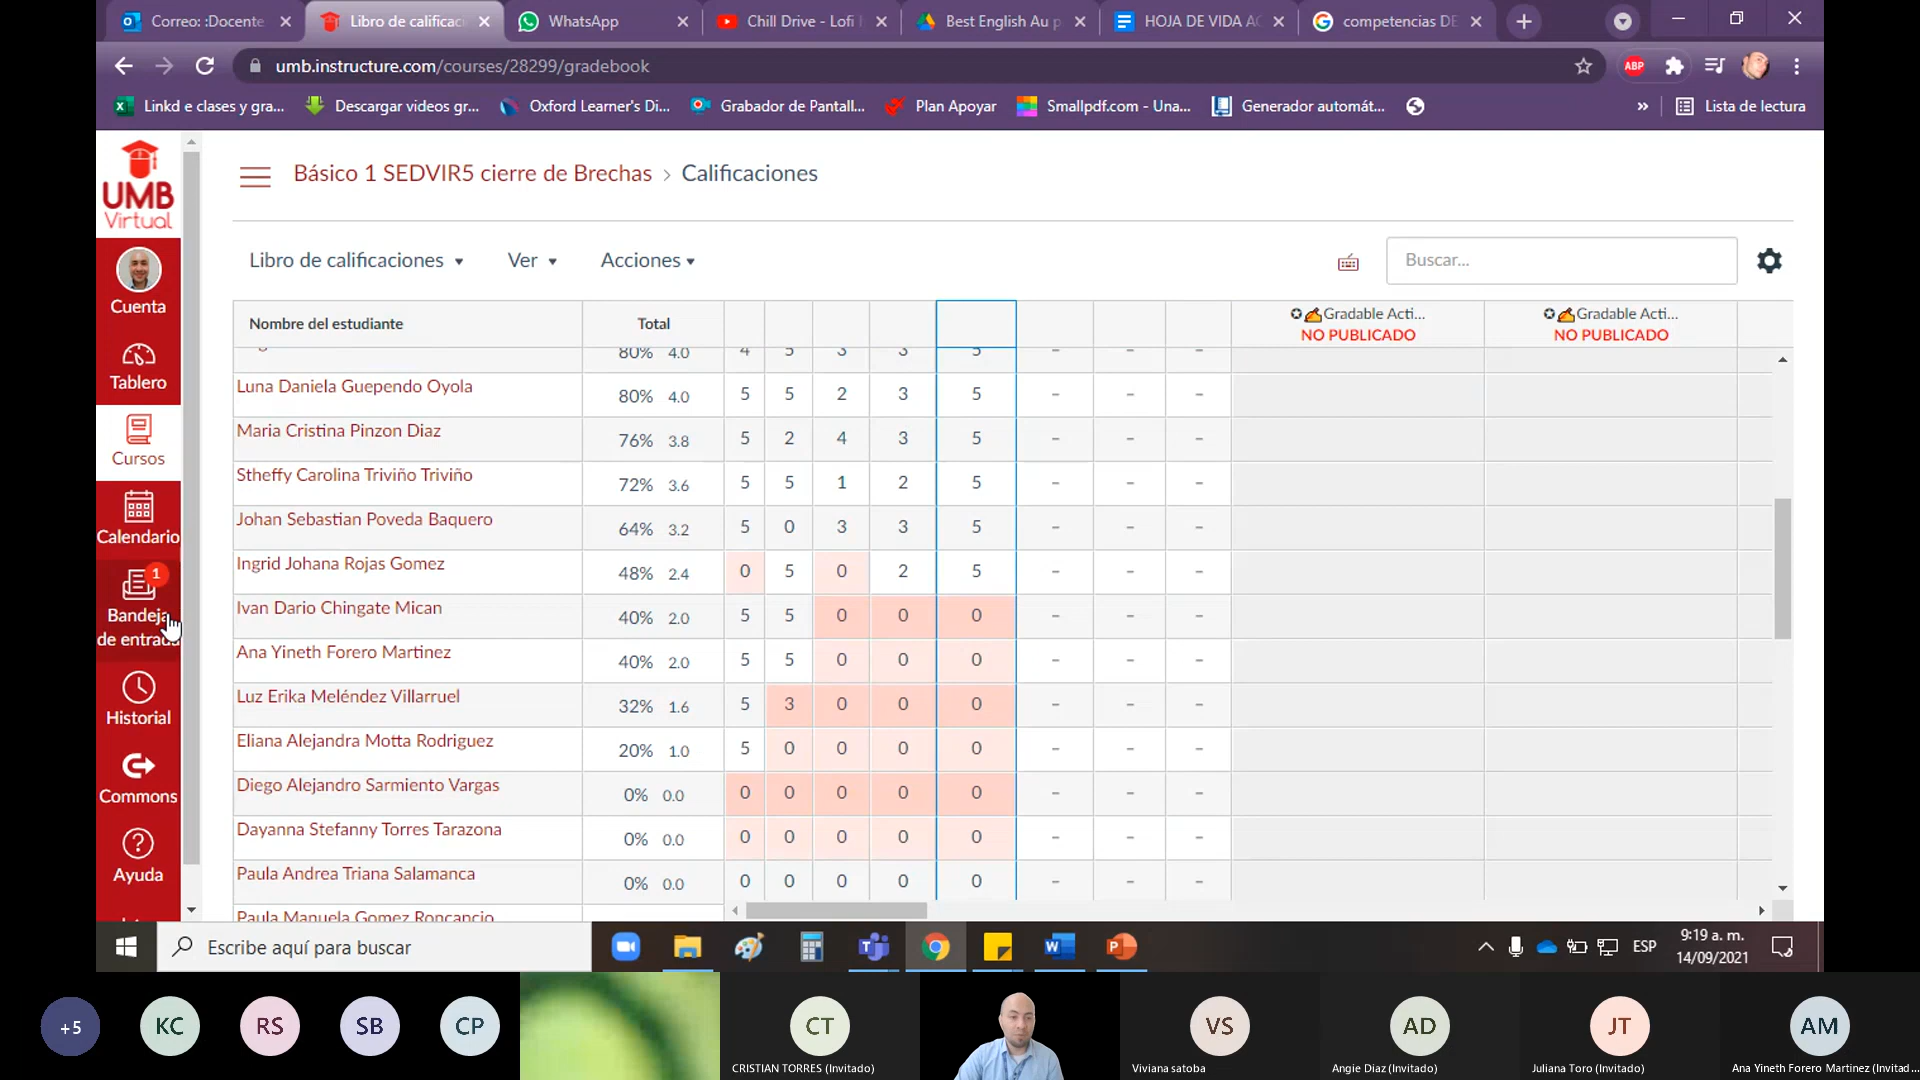 Correo: :Docente
Libro de calificac
WhatsApp
Chill Drive - Lofi
Best English Au p
HOJA DE VIDA AC
competencias DE
umb.instructure.com/courses/28299/gradebook
ABP
Linkd e clases y gra...
Descargar videos gr...
Oxford Learner's Di...
Grabador de Pantall...
Plan Apoyar
Smallpdf.com - Una...
Generador automát...
»
Lista de lectura
UMB
Virtual
Cuenta
Tablero
Cursos
Calendario
1
Bandeja
de entrada
Historial
Commons
Ayuda
Básico 1 SEDVIR5 cierre de Brechas > Calificaciones
Libro de calificaciones
Ver
Acciones
Buscar...
Nombre del estudiante Total
Gradable Acti... Gradable Acti...
NO PUBLICADO NO PUBLICADO
80% 4.0 4 5 3 3 5 - - -
Luna Daniela Guependo Oyola 80% 4.0 5 5 2 3 5 - - -
Maria Cristina Pinzon Diaz 76% 3.8 5 2 4 3 5 - - -
Stheffy Carolina Triviño Triviño 72% 3.6 5 5 1 2 5 - - -
Johan Sebastian Poveda Baquero 64% 3.2 5 0 3 3 5 - - -
Ingrid Johana Rojas Gomez 48% 2.4 0 5 0 2 5 - - -
Ivan Dario Chingate Mican 40% 2.0 5 5 0 0 0 - - -
Ana Yineth Forero Martinez 40% 2.0 5 5 0 0 0 - - -
Luz Erika Meléndez Villarruel 32% 1.6 5 3 0 0 0 - - -
Eliana Alejandra Motta Rodriguez 20% 1.0 5 0 0 0 0 - - -
Diego Alejandro Sarmiento Vargas 0% 0.0 0 0 0 0 0 - - -
Dayanna Stefanny Torres Tarazona 0% 0.0 0 0 0 0 0 - - -
Paula Andrea Triana Salamanca 0% 0.0 0 0 0 0 0 - - -
Paula Manuela Gomez Roncancio
Escribe aquí para buscar
ESP
9:19 a. m.
14/09/2021
+5
KC
RS
SB
CP
CT
CRISTIAN TORRES (Invitado)
VS
Viviana satoba
AD
Angie Diaz (Invitado)
JT
Juliana Toro (Invitado)
AM
Ana Yineth Forero Martinez (Invitad...